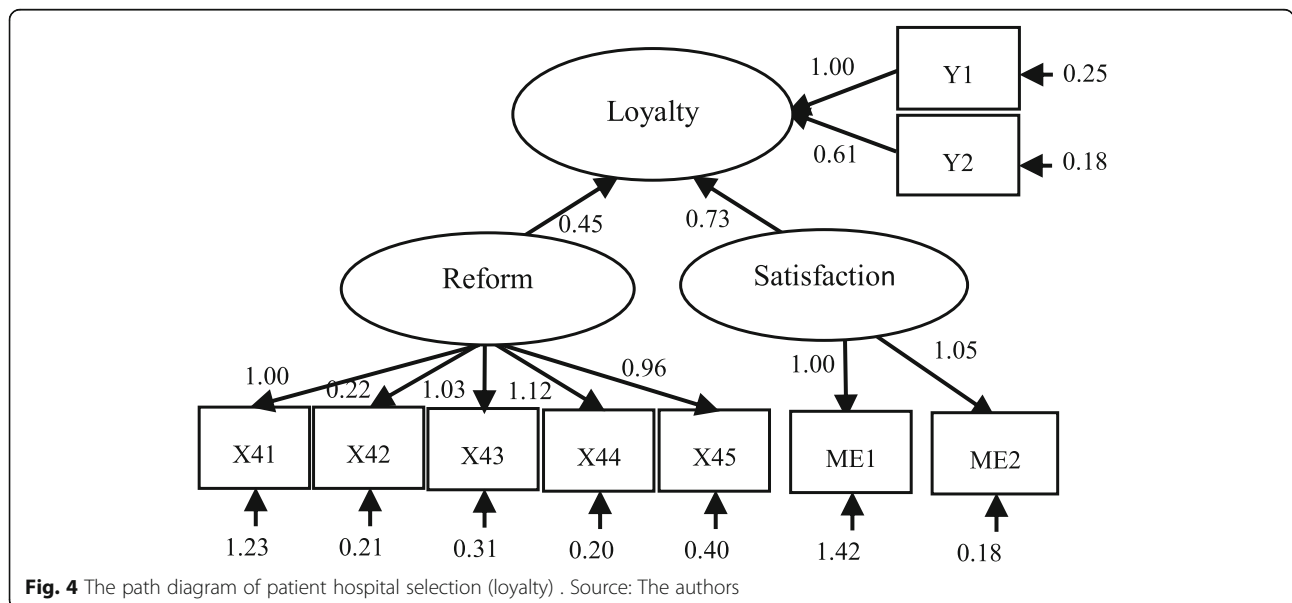 1.00
Y1
0.25
Loyalty
0.61
Y2
0.18
0.45
0.73
Reform
Satisfaction
1.00
0.22
1.03
1.12
0.96
1.00
1.05
X41
X42
X43
X44
X45
ME1
ME2
1.23
0.21
0.31
0.20
0.40
1.42
0.18
Fig. 4 The path diagram of patient hospital selection (loyalty) . Source: The authors